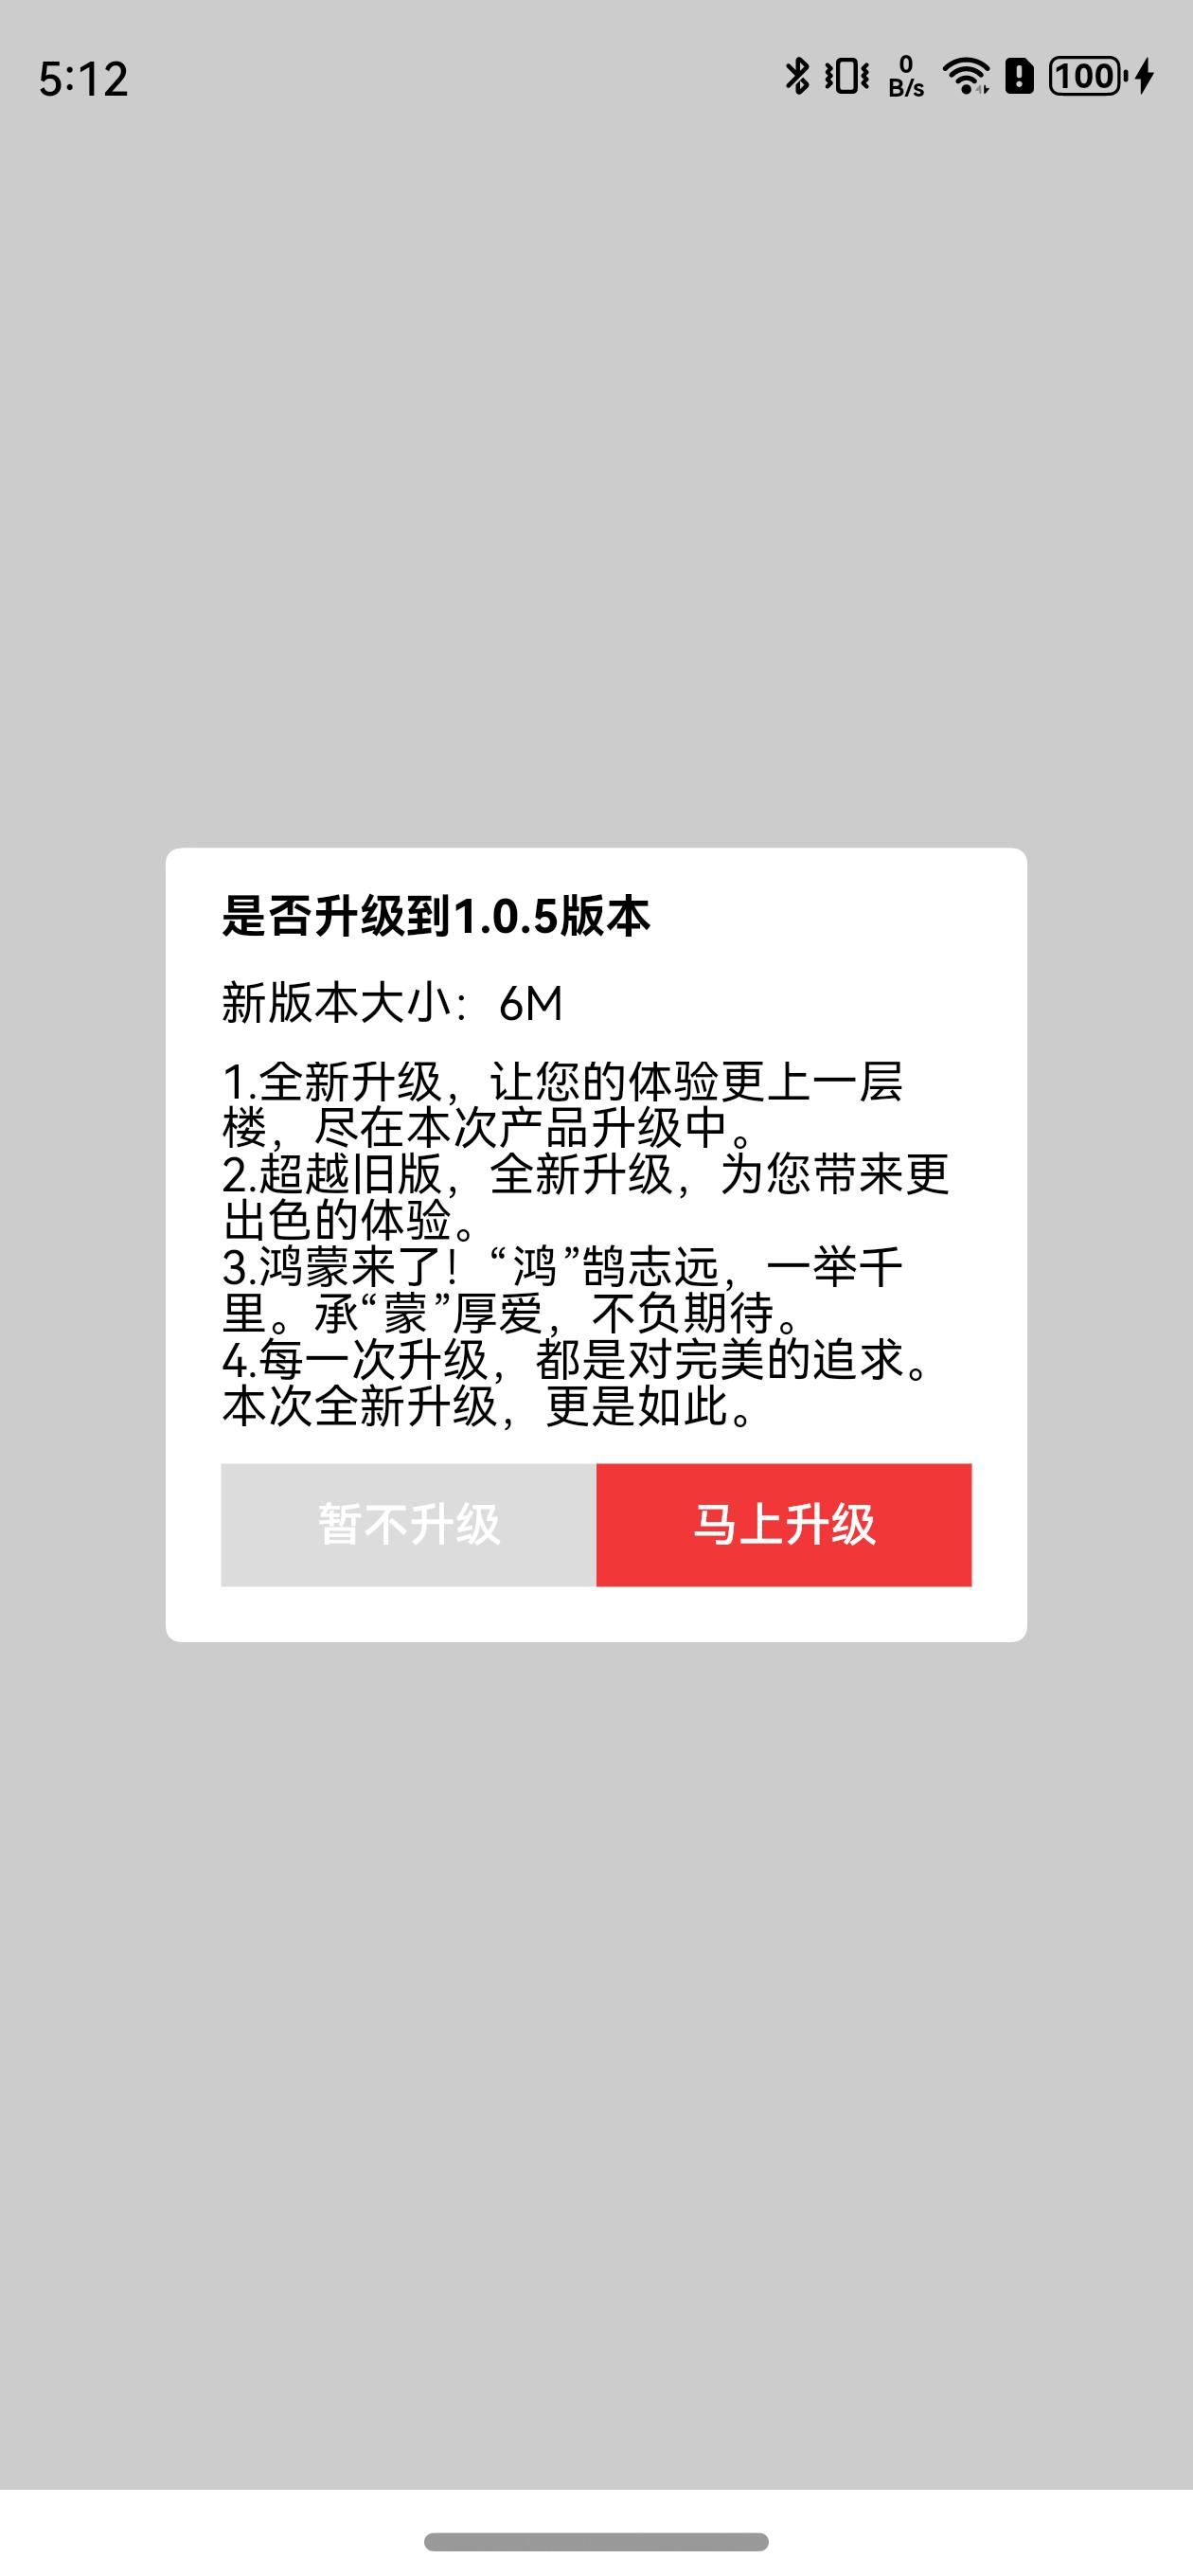 5:12
0
B/s
100
是否升级到1.0.5版本
新版本大小：6M
1.全新升级，让您的体验更上一层
楼，尽在本次产品升级中。
2.超越旧版，全新升级，为您带来更
出色的体验。
3.鸿蒙来了！“鸿”鹄志远，一举千
里。承“蒙”厚爱，不负期待。
4.每一次升级，都是对完美的追求。
本次全新升级，更是如此。
暂不升级
马上升级